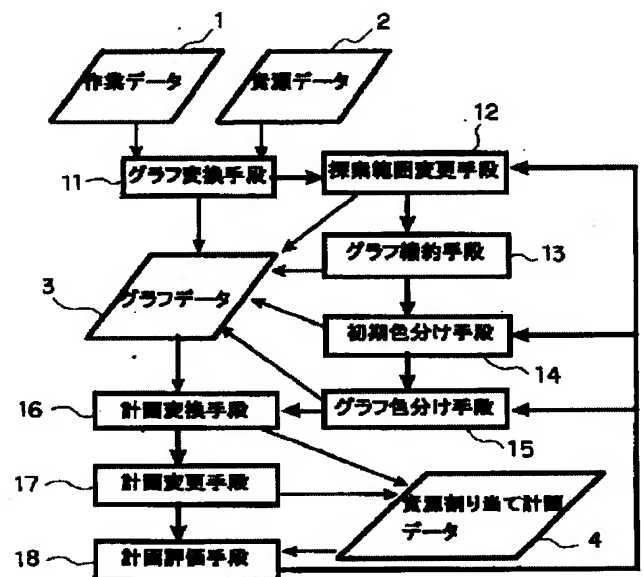 1
2
作業データ
資源データ
12
11
グラフ変換手段
探索範囲変更手段
グラフ縮約手段
13
3
グラフデータ
初期色分け手段
14
16
計画変換手段
グラフ色分け手段
15
17
計画変更手段
資源割り当て計画
データ
4
18
計画評価手段